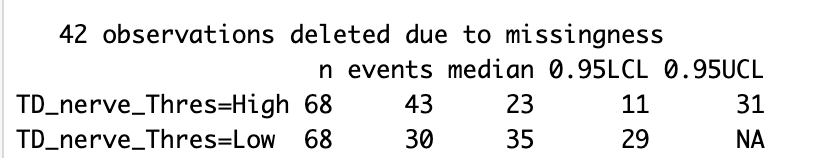 42 observations deleted due to missingness
n events median 0.95LCL 0.95UCL
TD_nerve_Thres=High 68 43 23 11 31
TD_nerve_Thres=Low 68 30 35 29 NA